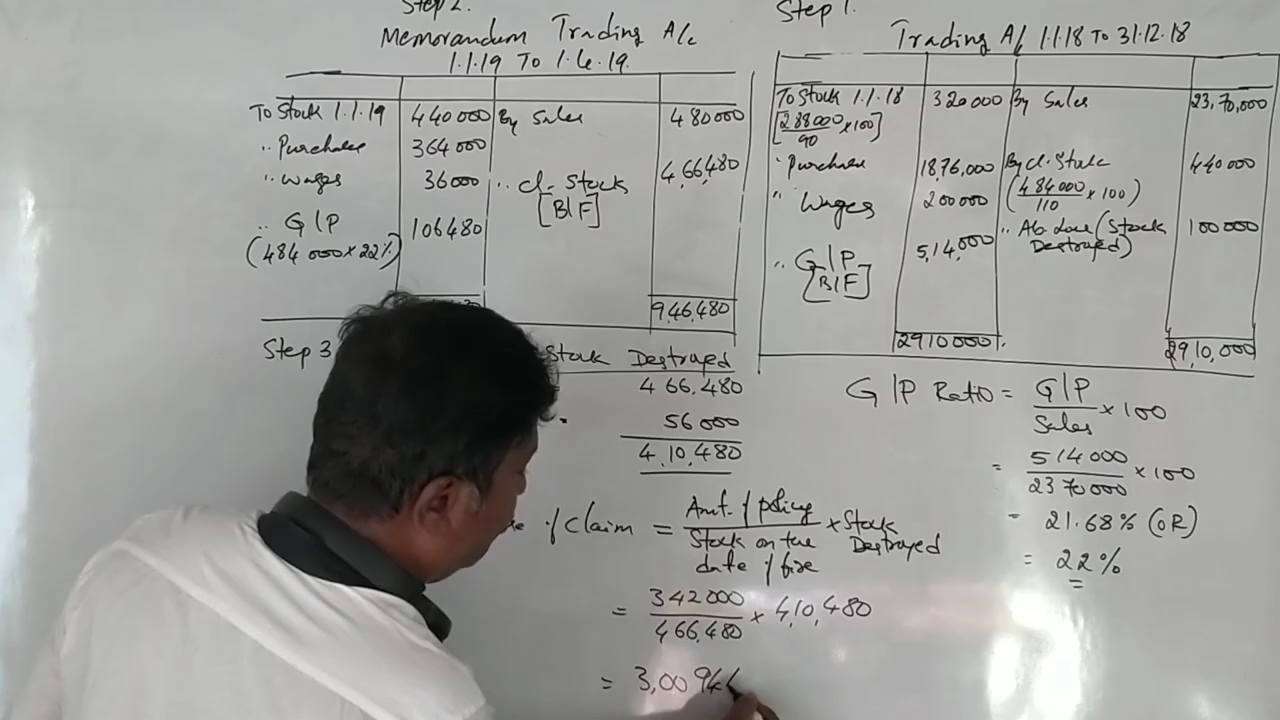 Step 2.
Memorandum Trading A/c
1.1.19 To 1.4.19.
To Stock 1.1.19 440000 By Sales 480000
" Purchase 364000
" Wages 36000 " Cl. Stock 4,66,480
[B/F]
" G/P 106480
(484000 x 22%)
9,46,480
Step 3
Stock Destroyed
4 66,480
56000
4,10,480
of Claim = Amt. of policy / Stock on the date of fire x Stock Destroyed
= 342000 / 466,480 x 4,10,480
= 3,00 94
Step 1.
Trading A/c 1.1.18 To 31.12.18
To Stock 1.1.18 320000 By Sales 23,70,000
[288000 / 90 x 100]
" Purchase 18,76,000 By Cl. Stock 440000
(484000 / 110 x 100)
" Wages 200000
" Ab. Loss (Stock Destroyed) 100000
" G/P 5,14,000
[B/F]
2910000 29,10,000
G/P Ratio = G/P / Sales x 100
= 514000 / 2370000 x 100
= 21.68% (OR)
= 22%